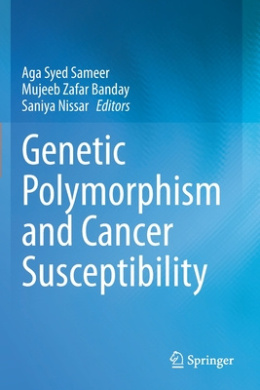 Aga Syed Sameer
Mujeeb Zafar Banday
Saniya Nissar Editors
Genetic
Polymorphism
and Cancer
Susceptibility
Springer